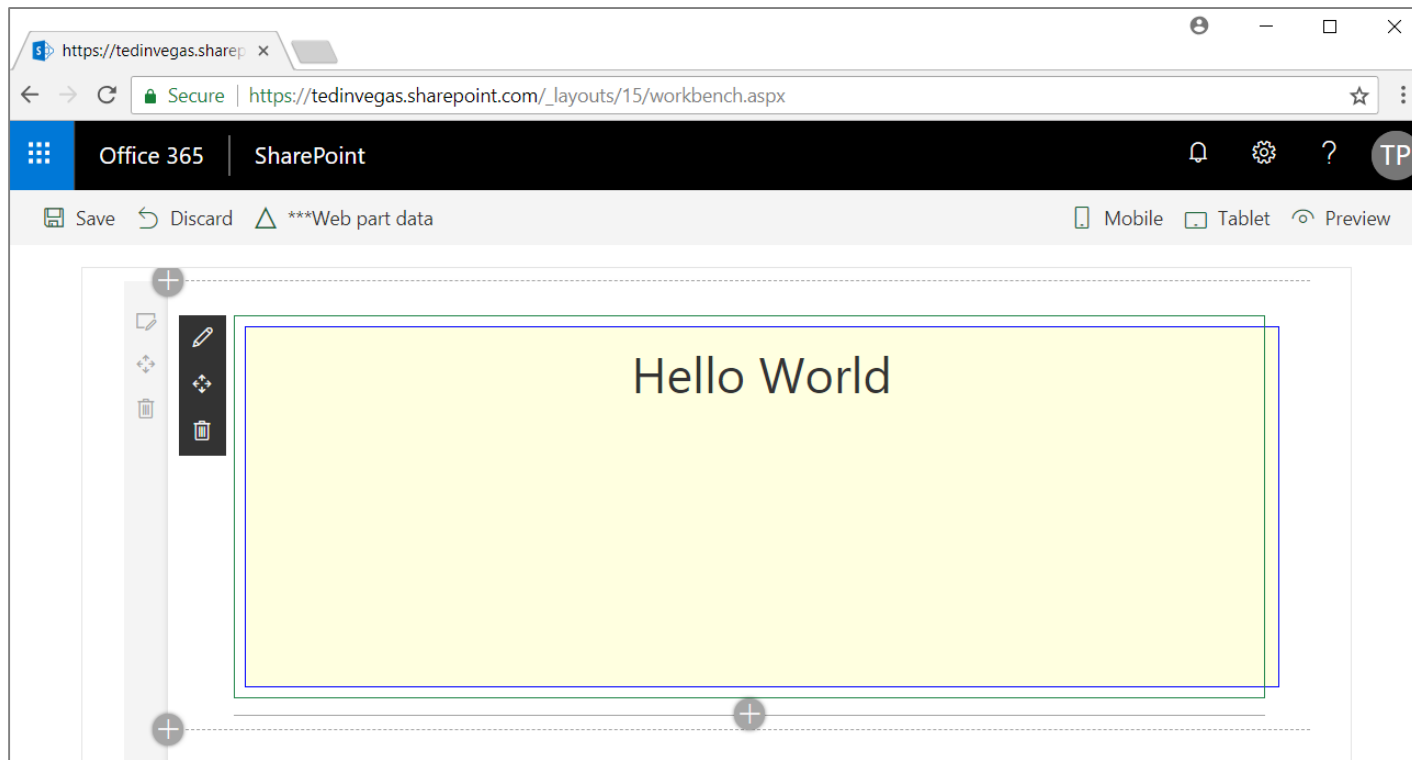 https://tedinvegas.sharep
Secure https://tedinvegas.sharepoint.com/_layouts/15/workbench.aspx
Office 365 SharePoint ? TP
Save Discard ***Web part data Mobile Tablet Preview
Hello World